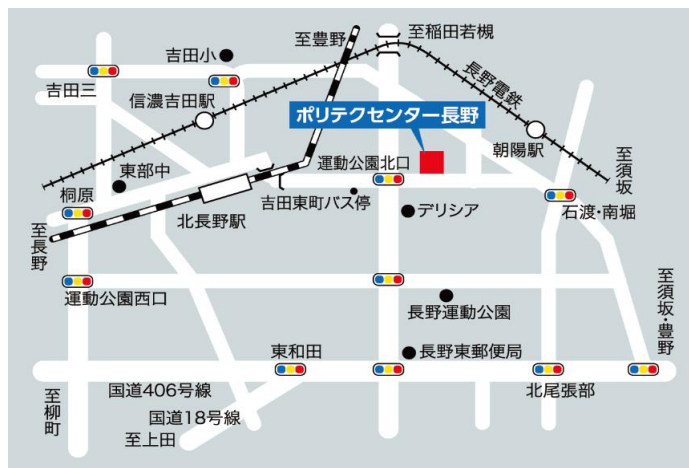 至稲田若槻
至豊野
吉田小
吉田三
信濃吉田駅
長野電鉄
ポリテクセンター長野
朝陽駅
至須坂
運動公園北口
東部中
桐原
吉田東町バス停
デリシア
石渡・南堀
北長野駅
至長野
運動公園西口
長野運動公園
至須坂・豊野
東和田
長野東郵便局
国道406号線
北尾張部
至柳町
国道18号線
至上田